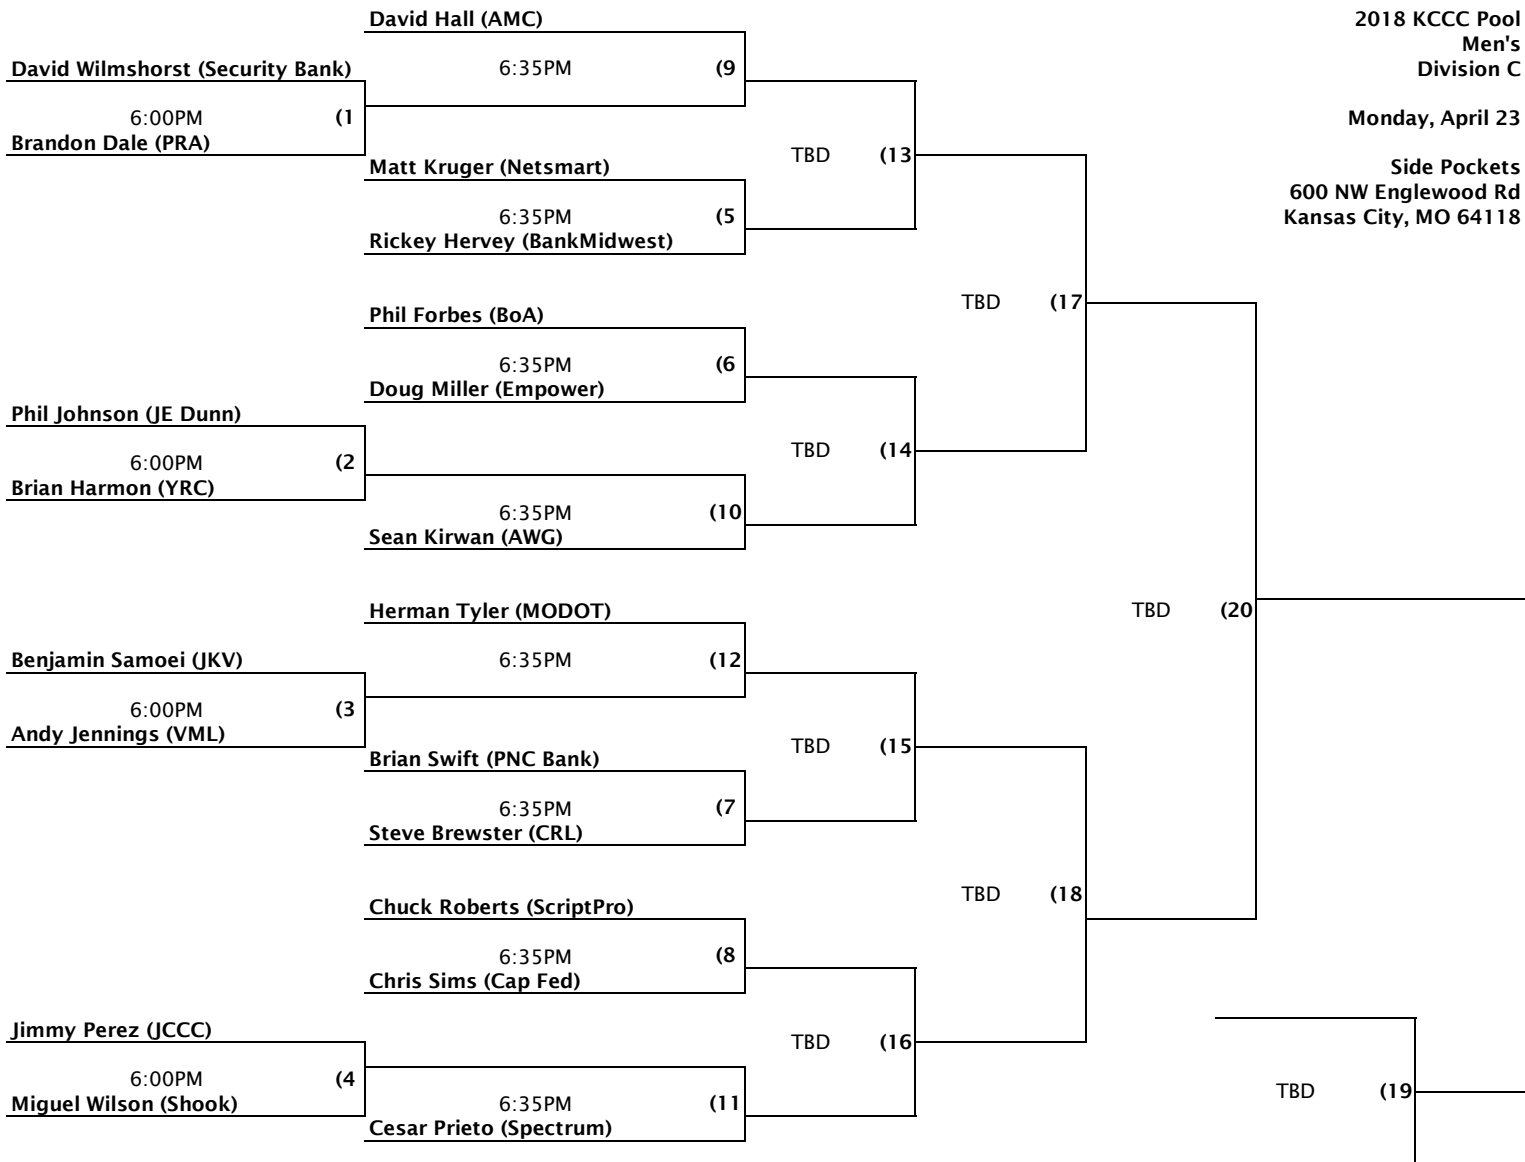 David Hall (AMC)
2018 KCCC Pool
Men's
Division C
David Wilmshorst (Security Bank)
6:35PM (9
6:00PM (1
Monday, April 23
Brandon Dale (PRA)
TBD (13
Matt Kruger (Netsmart)
Side Pockets
600 NW Englewood Rd
Kansas City, MO 64118
6:35PM (5
Rickey Hervey (BankMidwest)
TBD (17
Phil Forbes (BoA)
6:35PM (6
Doug Miller (Empower)
Phil Johnson (JE Dunn)
TBD (14
6:00PM (2
Brian Harmon (YRC)
6:35PM (10
Sean Kirwan (AWG)
Herman Tyler (MODOT)
TBD (20
Benjamin Samoei (JKV)
6:35PM (12
6:00PM (3
Andy Jennings (VML)
TBD (15
Brian Swift (PNC Bank)
6:35PM (7
Steve Brewster (CRL)
TBD (18
Chuck Roberts (ScriptPro)
6:35PM (8
Chris Sims (Cap Fed)
Jimmy Perez (JCCC)
TBD (16
6:00PM (4
Miguel Wilson (Shook)
TBD (19
6:35PM (11
Cesar Prieto (Spectrum)